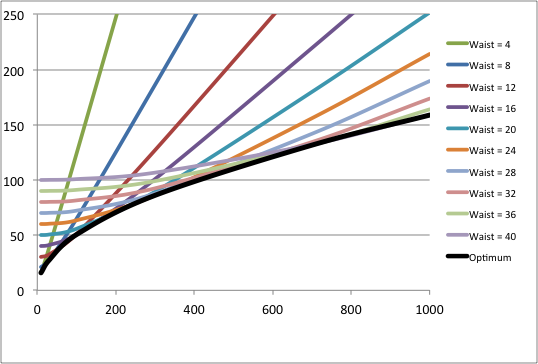 250
200
150
100
50
0
0 200 400 600 800 1000
Waist = 4
Waist = 8
Waist = 12
Waist = 16
Waist = 20
Waist = 24
Waist = 28
Waist = 32
Waist = 36
Waist = 40
Optimum